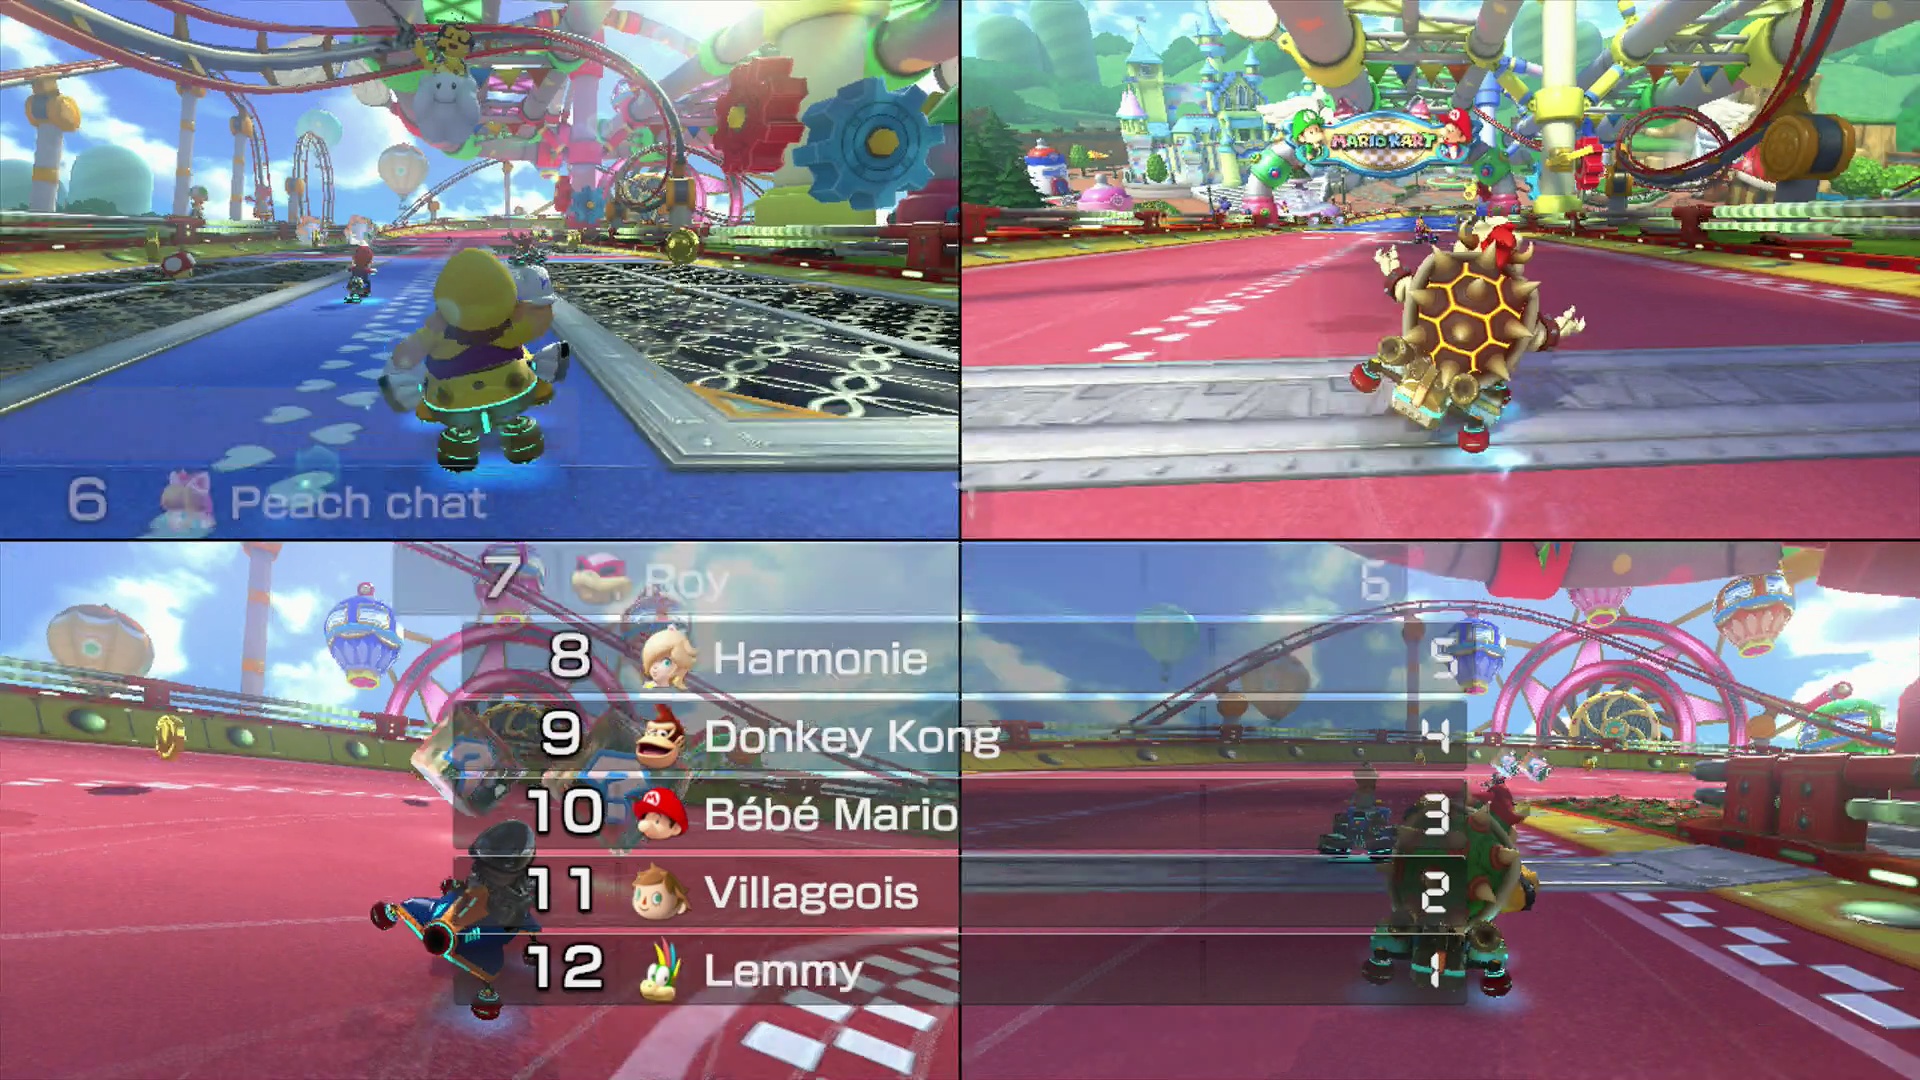 MARIO KART
6 Peach chat
7 Roy 6
8 Harmonie 5
9 Donkey Kong 4
10 Bébé Mario 3
11 Villageois 2
12 Lemmy 1